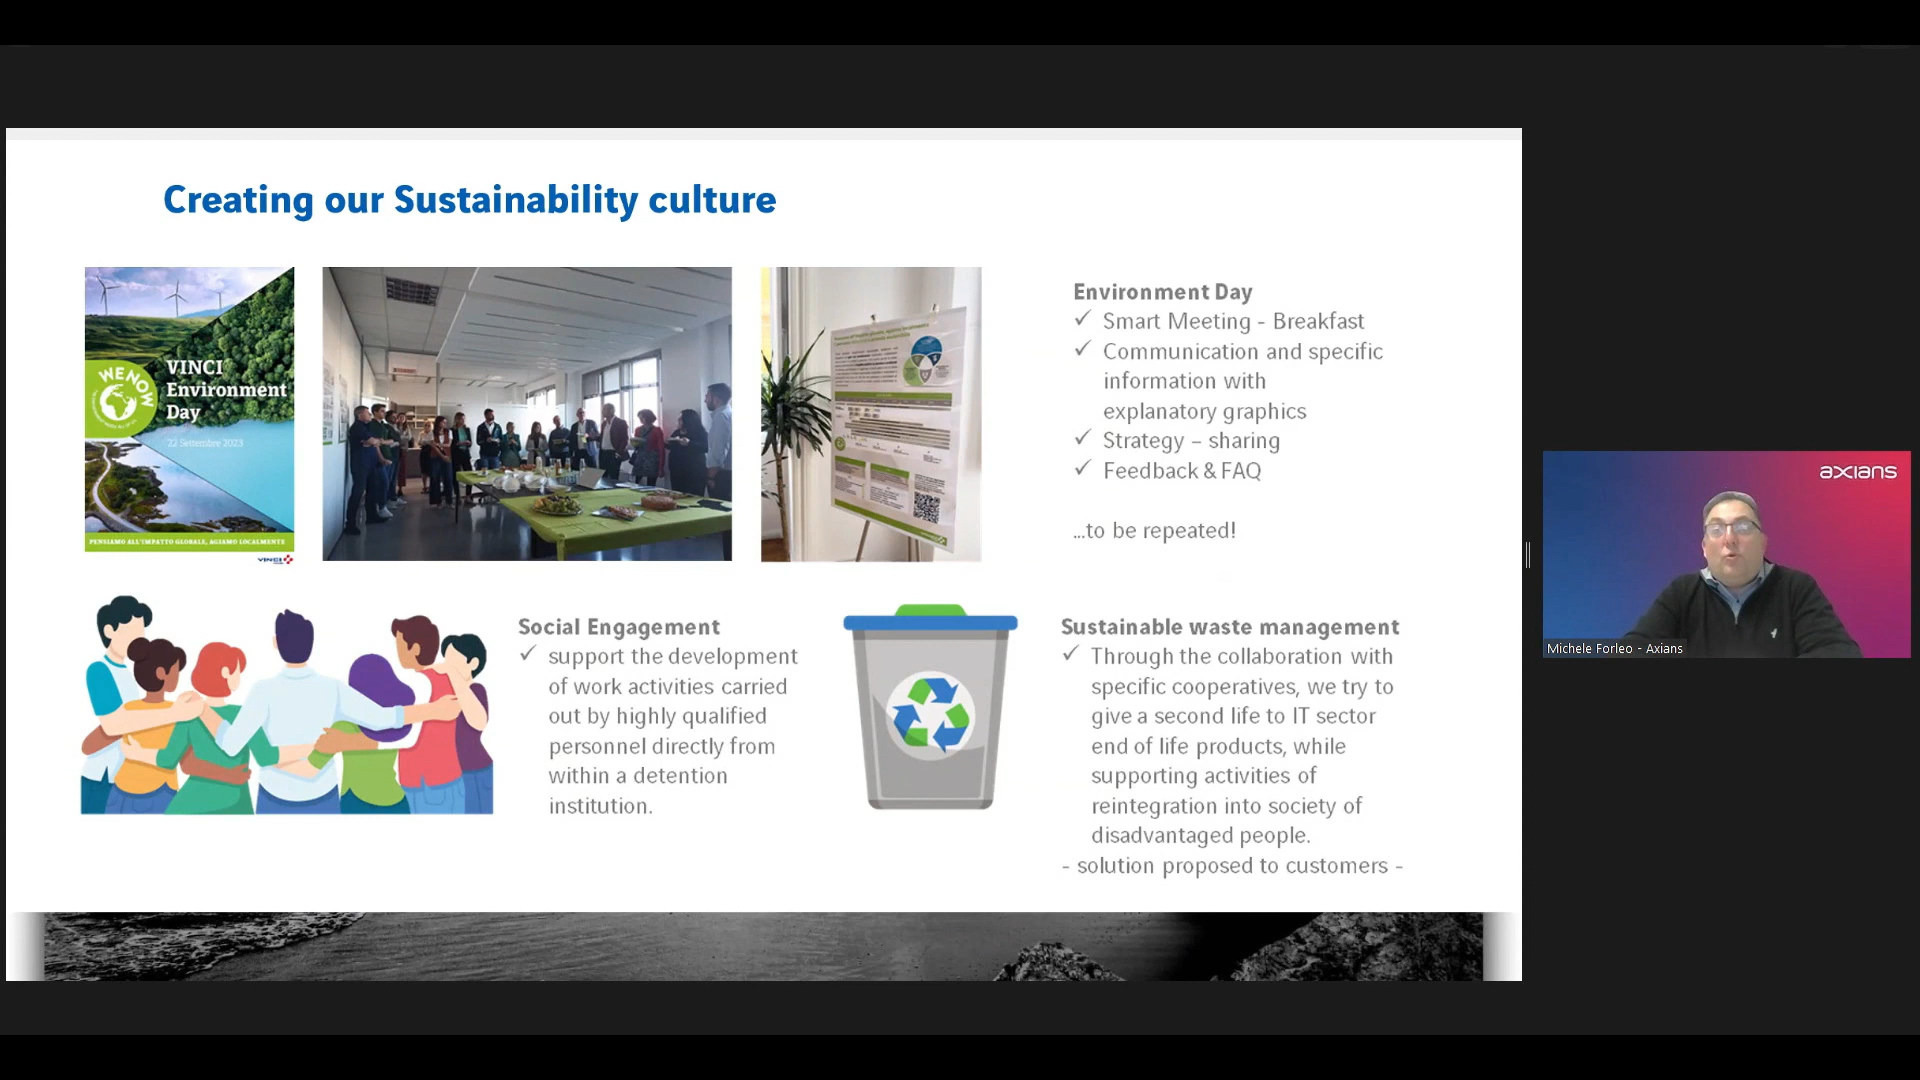 Creating our Sustainability culture
WENOW
VINCI
Environment
Day
22 Settembre 2023
PENSIAMO ALL'IMPATTO GLOBALE, AGIAMO LOCALMENTE
VINCI
Environment Day
✓ Smart Meeting - Breakfast
✓ Communication and specific
information with
explanatory graphics
✓ Strategy – sharing
✓ Feedback & FAQ
...to be repeated!
Social Engagement
✓ support the development
of work activities carried
out by highly qualified
personnel directly from
within a detention
institution.
Sustainable waste management
✓ Through the collaboration with
specific cooperatives, we try to
give a second life to IT sector
end of life products, while
supporting activities of
reintegration into society of
disadvantaged people.
- solution proposed to customers -
axians
Michele Forleo - Axians